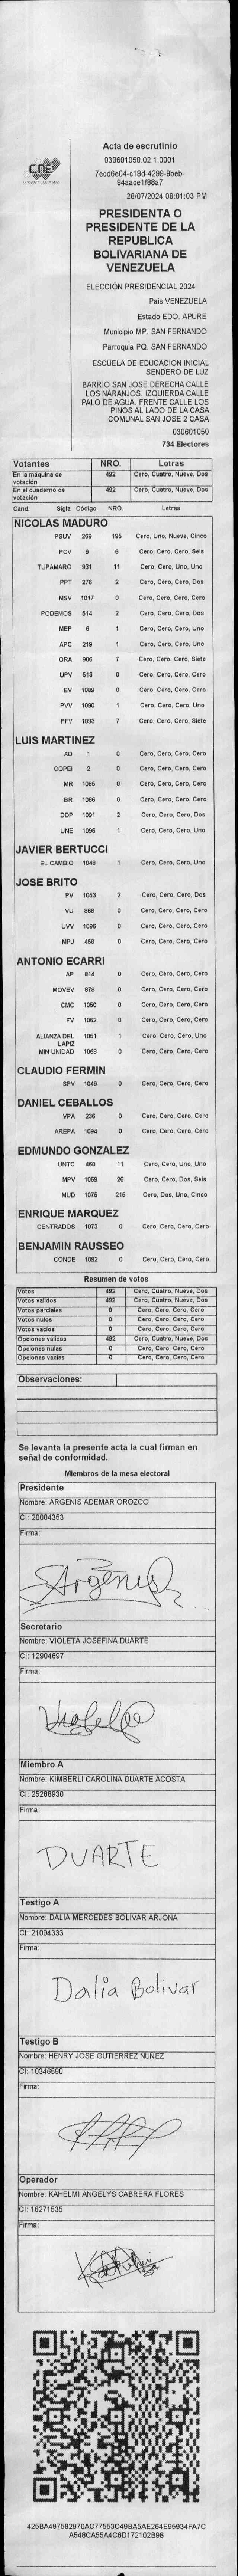 CNE
Acta de escrutinio
030601050.02.1.0001
7ecd6e04-c18d-4299-9beb-
94aace1f88a7
28/07/2024 08:01:03 PM
PRESIDENTA O
PRESIDENTE DE LA
REPUBLICA
BOLIVARIANA DE
VENEZUELA
ELECCIÓN PRESIDENCIAL 2024
País VENEZUELA
Estado EDO. APURE
Municipio MP. SAN FERNANDO
Parroquia PQ. SAN FERNANDO
ESCUELA DE EDUCACION INICIAL
SENDERO DE LUZ
BARRIO SAN JOSE DERECHA CALLE
LOS NARANJOS. IZQUIERDA CALLE
PALO DE AGUA. FRENTE CALLE LOS
PINOS AL LADO DE LA CASA
COMUNAL SAN JOSE 2 CASA
030601050
734 Electores
Votantes NRO. Letras
En la máquina de votación 492 Cero, Cuatro, Nueve, Dos
En el cuaderno de votación 492 Cero, Cuatro, Nueve, Dos
Cand. Sigla Código NRO. Letras
NICOLAS MADURO
PSUV 269 195 Cero, Uno, Nueve, Cinco
PCV 9 6 Cero, Cero, Cero, Seis
TUPAMARO 931 11 Cero, Cero, Uno, Uno
PPT 276 2 Cero, Cero, Cero, Dos
MSV 1017 0 Cero, Cero, Cero, Cero
PODEMOS 514 2 Cero, Cero, Cero, Dos
MEP 6 1 Cero, Cero, Cero, Uno
APC 219 1 Cero, Cero, Cero, Uno
ORA 906 7 Cero, Cero, Cero, Siete
UPV 513 0 Cero, Cero, Cero, Cero
EV 1089 0 Cero, Cero, Cero, Cero
PVV 1090 1 Cero, Cero, Cero, Uno
PFV 1093 7 Cero, Cero, Cero, Siete
LUIS MARTINEZ
AD 1 0 Cero, Cero, Cero, Cero
COPEI 2 0 Cero, Cero, Cero, Cero
MR 1065 0 Cero, Cero, Cero, Cero
BR 1066 0 Cero, Cero, Cero, Cero
DDP 1091 2 Cero, Cero, Cero, Dos
UNE 1095 1 Cero, Cero, Cero, Uno
JAVIER BERTUCCI
EL CAMBIO 1048 1 Cero, Cero, Cero, Uno
JOSE BRITO
PV 1053 2 Cero, Cero, Cero, Dos
VU 868 0 Cero, Cero, Cero, Cero
UVV 1096 0 Cero, Cero, Cero, Cero
MPJ 458 0 Cero, Cero, Cero, Cero
ANTONIO ECARRI
AP 814 0 Cero, Cero, Cero, Cero
MOVEV 878 0 Cero, Cero, Cero, Cero
CMC 1050 0 Cero, Cero, Cero, Cero
FV 1062 0 Cero, Cero, Cero, Cero
ALIANZA DEL LAPIZ 1051 1 Cero, Cero, Cero, Uno
MIN UNIDAD 1068 0 Cero, Cero, Cero, Cero
CLAUDIO FERMIN
SPV 1049 0 Cero, Cero, Cero, Cero
DANIEL CEBALLOS
VPA 236 0 Cero, Cero, Cero, Cero
AREPA 1094 0 Cero, Cero, Cero, Cero
EDMUNDO GONZALEZ
UNTC 460 11 Cero, Cero, Uno, Uno
MPV 1069 26 Cero, Cero, Dos, Seis
MUD 1075 215 Cero, Dos, Uno, Cinco
ENRIQUE MARQUEZ
CENTRADOS 1073 0 Cero, Cero, Cero, Cero
BENJAMIN RAUSSEO
CONDE 1092 0 Cero, Cero, Cero, Cero
Resumen de votos
Votos 492 Cero, Cuatro, Nueve, Dos
Votos validos 492 Cero, Cuatro, Nueve, Dos
Votos parciales 0 Cero, Cero, Cero, Cero
Votos nulos 0 Cero, Cero, Cero, Cero
Votos vacios 0 Cero, Cero, Cero, Cero
Opciones validas 492 Cero, Cuatro, Nueve, Dos
Opciones nulas 0 Cero, Cero, Cero, Cero
Opciones vacias 0 Cero, Cero, Cero, Cero
Observaciones:
Se levanta la presente acta la cual firman en
señal de conformidad.
Miembros de la mesa electoral
Presidente
Nombre: ARGENIS ADEMAR OROZCO
CI: 20004353
Firma:
Argenis
Secretario
Nombre: VIOLETA JOSEFINA DUARTE
CI: 12904697
Firma:
Miembro A
Nombre: KIMBERLI CAROLINA DUARTE ACOSTA
CI: 25288930
Firma:
DUARTE
Testigo A
Nombre: DALIA MERCEDES BOLIVAR ARJONA
CI: 21004333
Firma:
Dalia Bolivar
Testigo B
Nombre: HENRY JOSE GUTIERREZ NUNEZ
CI: 10346590
Firma:
Operador
Nombre: KAHELMI ANGELYS CABRERA FLORES
CI: 16271535
Firma:
425BA497582970AC77553C49BA5AE264E95934FA7C
A548CA55A4C6D172102B98